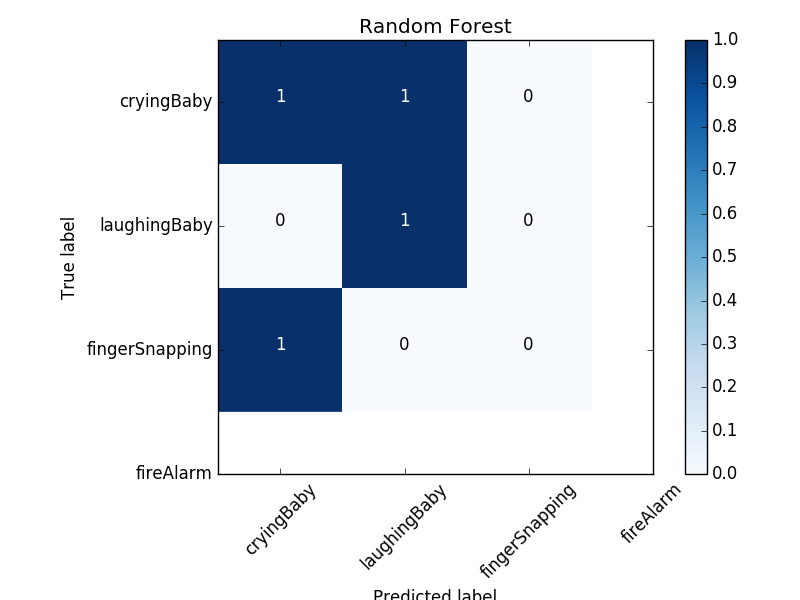 Random Forest
cryingBaby 1 1 0
laughingBaby 0 1 0
fingerSnapping 1 0 0
fireAlarm
True label
cryingBaby laughingBaby fingerSnapping fireAlarm
Predicted label
1.0
0.9
0.8
0.7
0.6
0.5
0.4
0.3
0.2
0.1
0.0